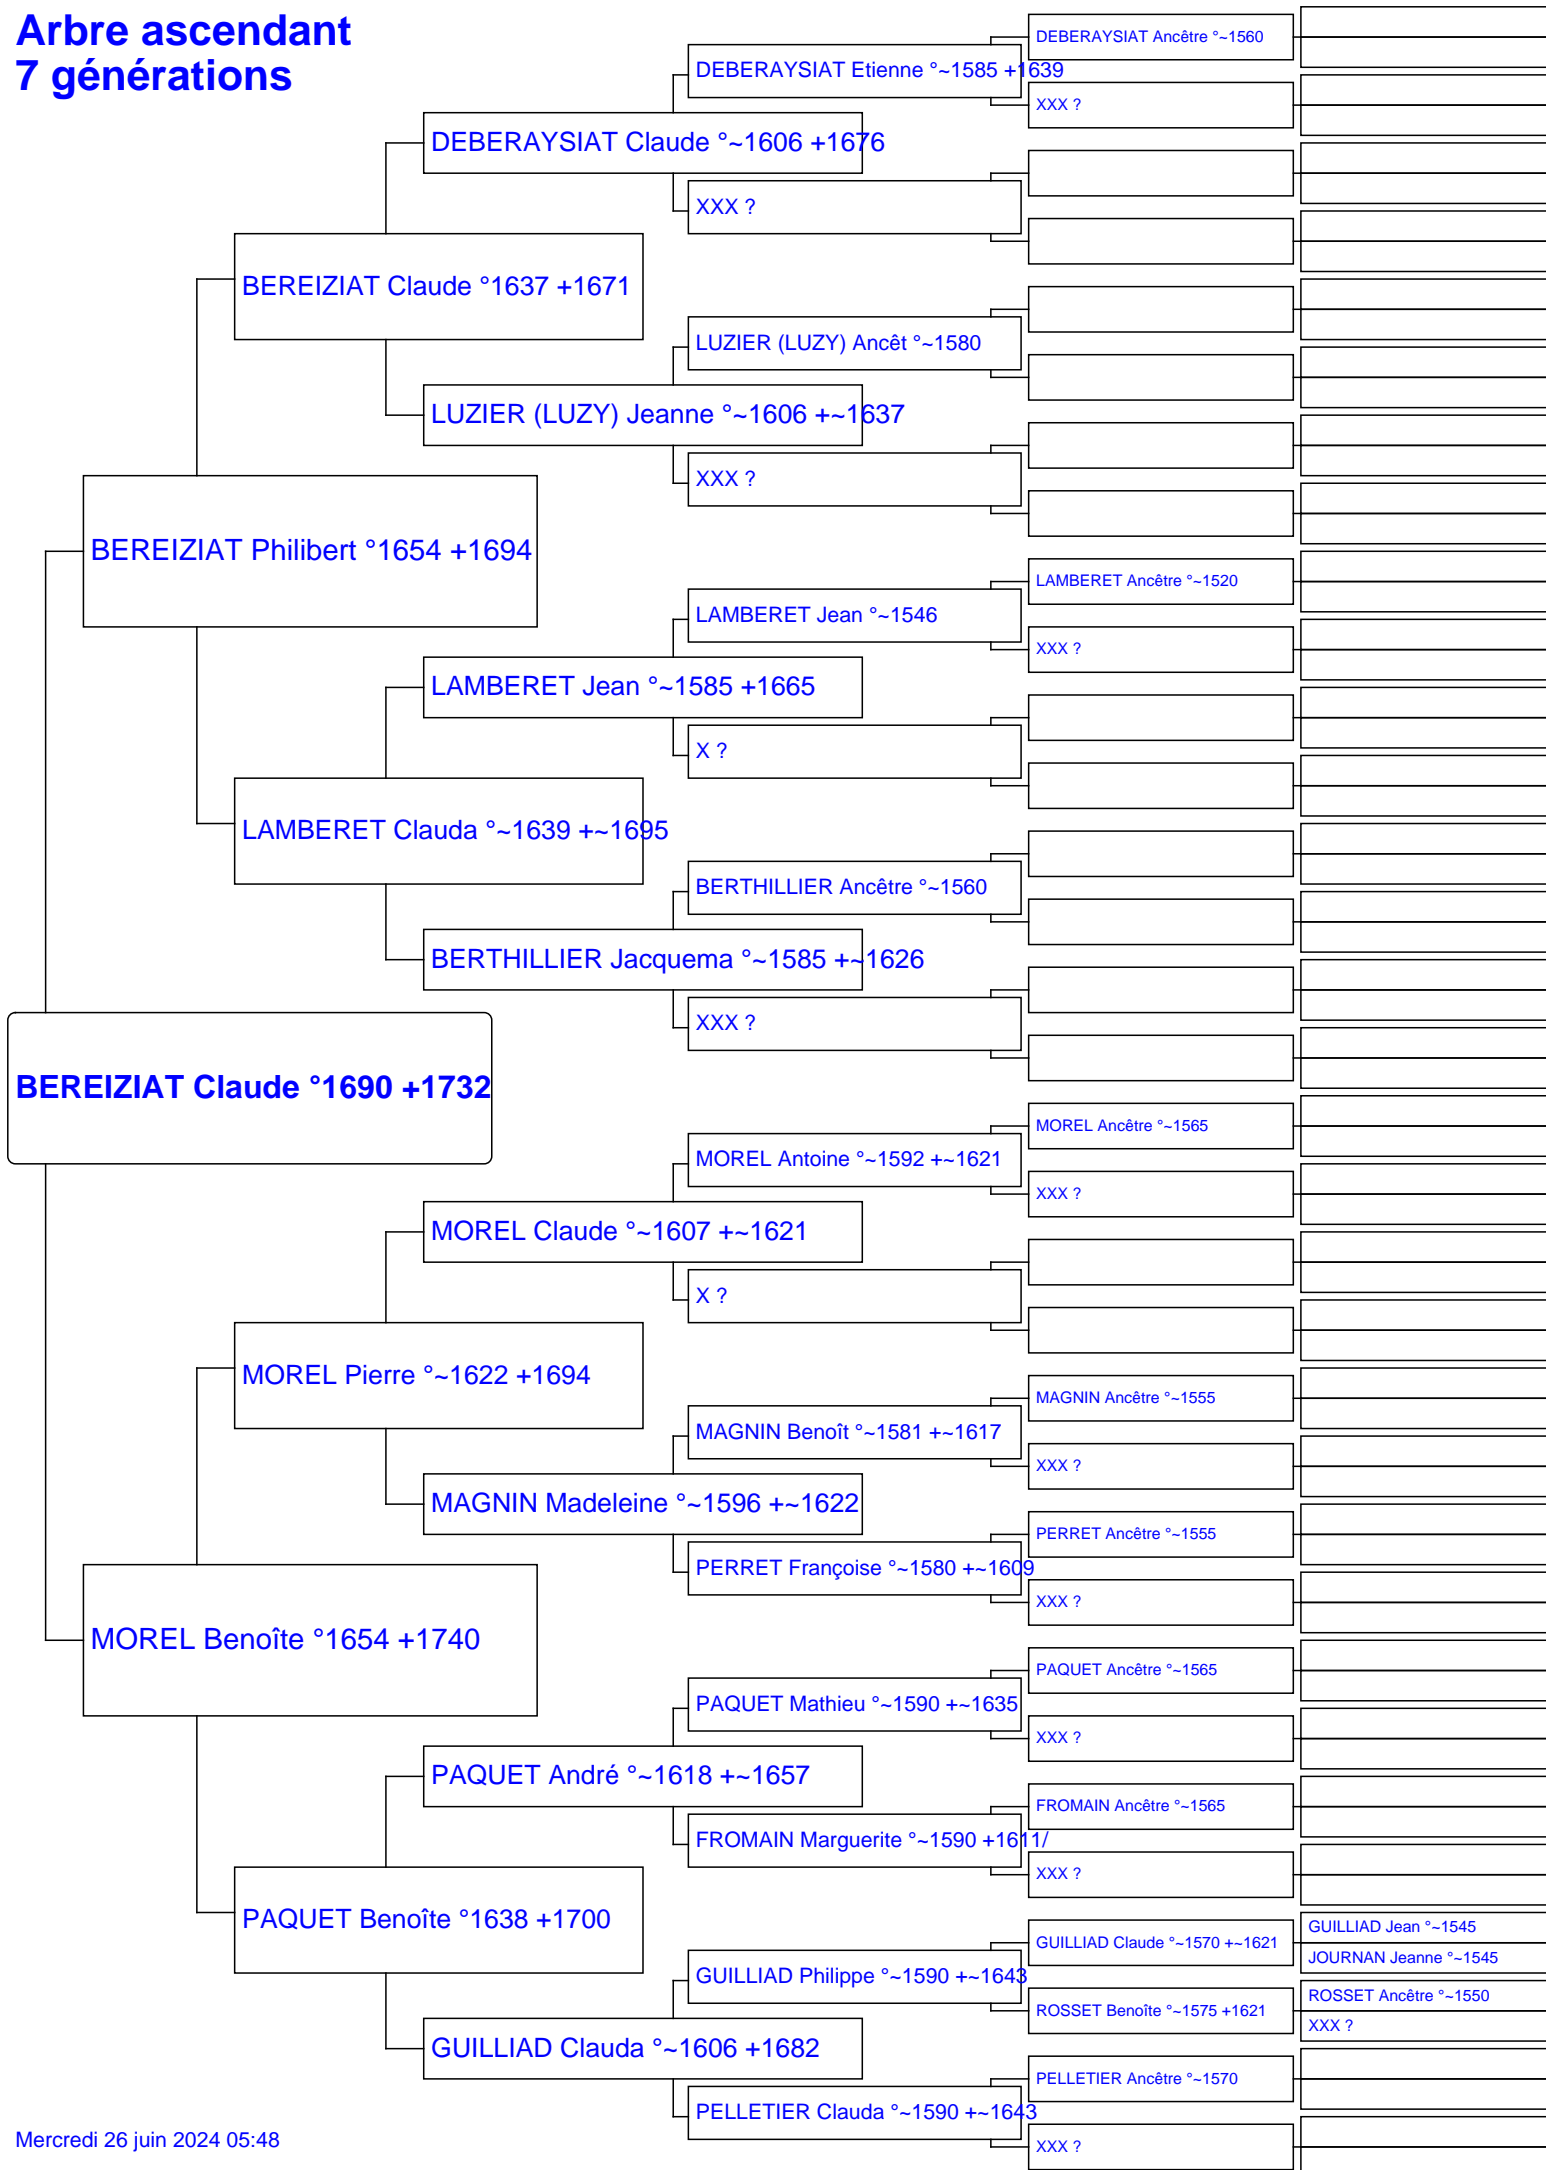 Arbre ascendant
7 générations
DEBERAYSIAT Ancêtre °~1560
DEBERAYSIAT Etienne °~1585 +1639
XXX ?
DEBERAYSIAT Claude °~1606 +1676
XXX ?
BEREIZIAT Claude °1637 +1671
LUZIER (LUZY) Ancêt °~1580
LUZIER (LUZY) Jeanne °~1606 +~1637
XXX ?
BEREIZIAT Philibert °1654 +1694
LAMBERET Ancêtre °~1520
LAMBERET Jean °~1546
XXX ?
LAMBERET Jean °~1585 +1665
X ?
LAMBERET Clauda °~1639 +~1695
BERTHILLIER Ancêtre °~1560
BERTHILLIER Jacquema °~1585 +~1626
XXX ?
BEREIZIAT Claude °1690 +1732
MOREL Ancêtre °~1565
MOREL Antoine °~1592 +~1621
XXX ?
MOREL Claude °~1607 +~1621
X ?
MOREL Pierre °~1622 +1694
MAGNIN Ancêtre °~1555
MAGNIN Benoît °~1581 +~1617
XXX ?
MAGNIN Madeleine °~1596 +~1622
PERRET Ancêtre °~1555
PERRET Françoise °~1580 +~1609
XXX ?
MOREL Benoîte °1654 +1740
PAQUET Ancêtre °~1565
PAQUET Mathieu °~1590 +~1635
XXX ?
PAQUET André °~1618 +~1657
FROMAIN Ancêtre °~1565
FROMAIN Marguerite °~1590 +1611/
XXX ?
PAQUET Benoîte °1638 +1700
GUILLIAD Jean °~1545
GUILLIAD Claude °~1570 +~1621
JOURNAN Jeanne °~1545
GUILLIAD Philippe °~1590 +~1643
ROSSET Ancêtre °~1550
ROSSET Benoîte °~1575 +1621
XXX ?
GUILLIAD Clauda °~1606 +1682
PELLETIER Ancêtre °~1570
PELLETIER Clauda °~1590 +~1643
XXX ?
Mercredi 26 juin 2024 05:48